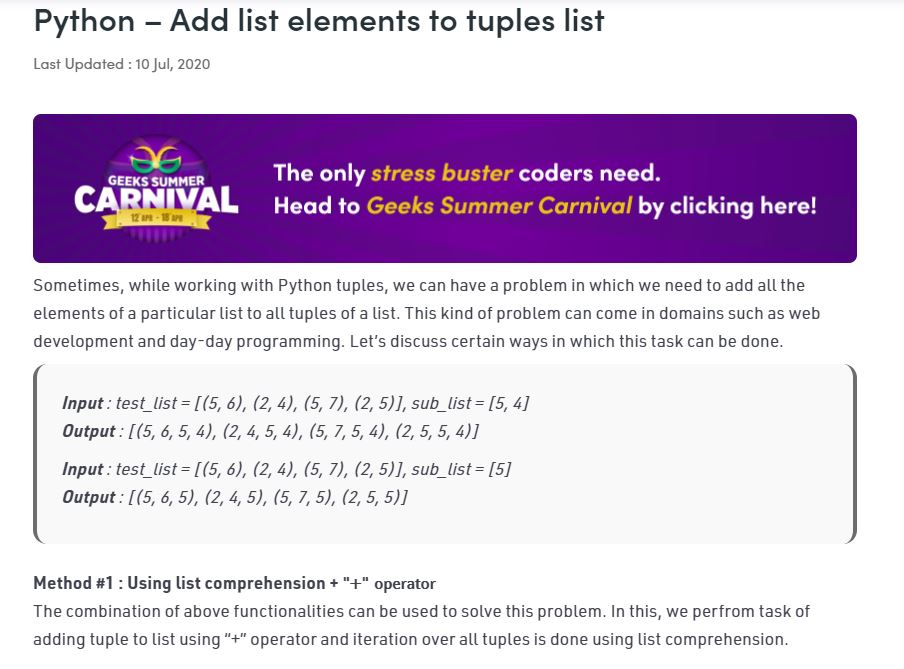 Python – Add list elements to tuples list
Last Updated : 10 Jul, 2020
GEEKS SUMMER
CARNIVAL
12 APR - 18 APR
The only stress buster coders need.
Head to Geeks Summer Carnival by clicking here!
Sometimes, while working with Python tuples, we can have a problem in which we need to add all the
elements of a particular list to all tuples of a list. This kind of problem can come in domains such as web
development and day-day programming. Let's discuss certain ways in which this task can be done.
Input : test_list = [(5, 6), (2, 4), (5, 7), (2, 5)], sub_list = [5, 4]
Output : [(5, 6, 5, 4), (2, 4, 5, 4), (5, 7, 5, 4), (2, 5, 5, 4)]
Input : test_list = [(5, 6), (2, 4), (5, 7), (2, 5)], sub_list = [5]
Output : [(5, 6, 5), (2, 4, 5), (5, 7, 5), (2, 5, 5)]
Method #1 : Using list comprehension + "+" operator
The combination of above functionalities can be used to solve this problem. In this, we perfrom task of
adding tuple to list using “+” operator and iteration over all tuples is done using list comprehension.